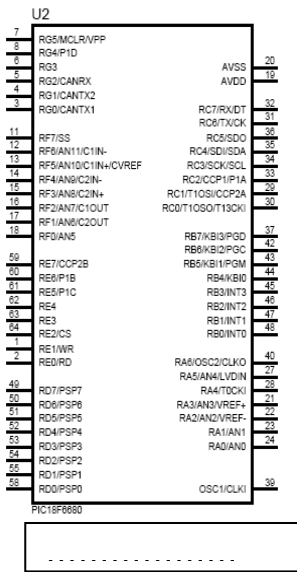 U2
7 RG5/MCLR/VPP
8 RG4/P1D
6 RG3 AVSS 20
5 RG2/CANRX AVDD 19
4 RG1/CANTX2
3 RG0/CANTX1 RC7/RX/DT 32
RC6/TX/CK 31
11 RF7/SS RC5/SDO 36
12 RF6/AN11/C1IN- RC4/SDI/SDA 35
13 RF5/AN10/C1IN+/CVREF RC3/SCK/SCL 34
14 RF4/AN9/C2IN- RC2/CCP1/P1A 33
15 RF3/AN8/C2IN+ RC1/T1OSI/CCP2A 29
16 RF2/AN7/C1OUT RC0/T1OSO/T13CKI 30
17 RF1/AN6/C2OUT
18 RF0/AN5 RB7/KBI3/PGD 37
RB6/KBI2/PGC 42
59 RE7/CCP2B RB5/KBI1/PGM 43
60 RE6/P1B RB4/KBI0 44
61 RE5/P1C RB3/INT3 45
62 RE4 RB2/INT2 46
63 RE3 RB1/INT1 47
64 RE2/CS RB0/INT0 48
1 RE1/WR
2 RE0/RD RA6/OSC2/CLKO 40
RA5/AN4/LVDIN 27
49 RD7/PSP7 RA4/T0CKI 28
50 RD6/PSP6 RA3/AN3/VREF+ 21
51 RD5/PSP5 RA2/AN2/VREF- 22
52 RD4/PSP4 RA1/AN1 23
53 RD3/PSP3 RA0/AN0 24
54 RD2/PSP2
55 RD1/PSP1
58 RD0/PSP0 OSC1/CLKI 39
PIC18F6680